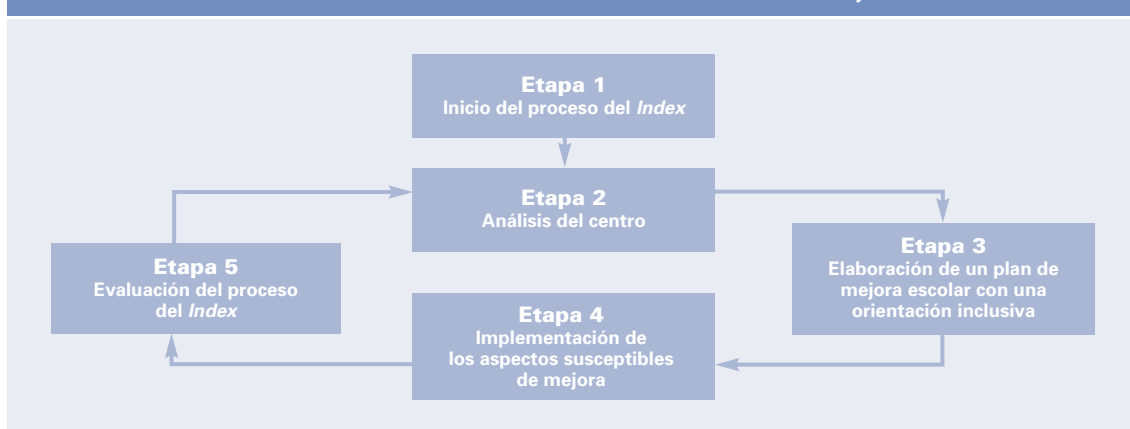 Etapa 1
Inicio del proceso del Index
Etapa 2
Análisis del centro
Etapa 3
Elaboración de un plan de
mejora escolar con una
orientación inclusiva
Etapa 4
Implementación de
los aspectos susceptibles
de mejora
Etapa 5
Evaluación del proceso
del Index